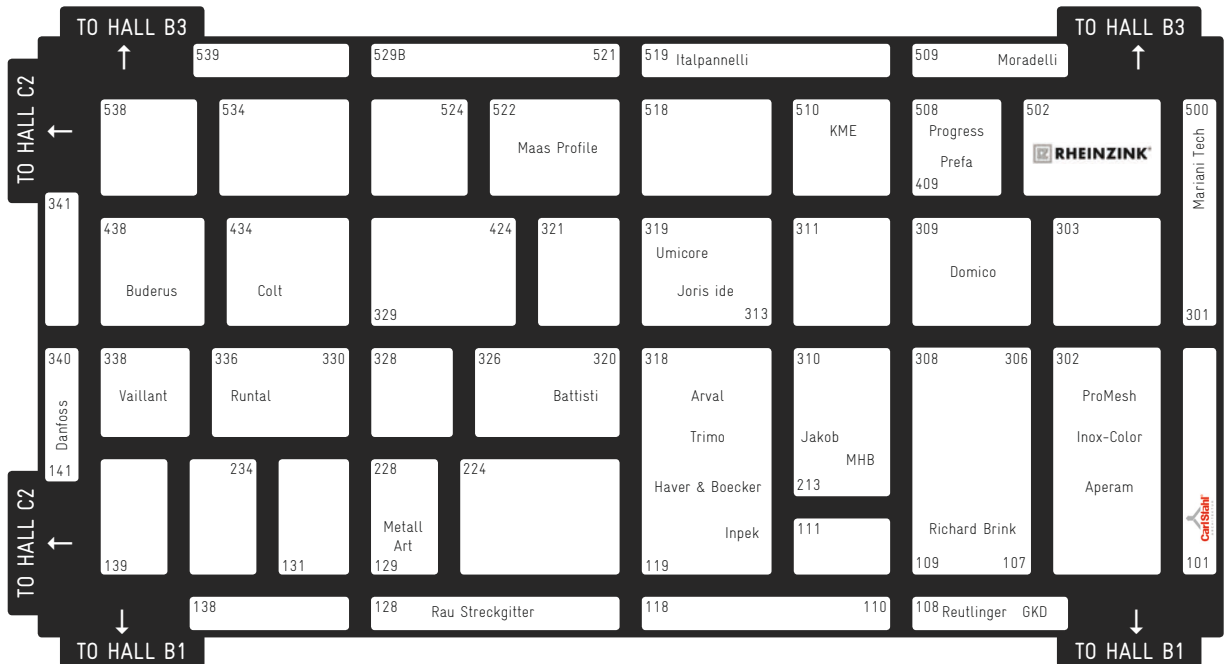 TO HALL B3
TO HALL B3
539
529B 521
519 Italpannelli
509 Moradelli
TO HALL C2
538
534
524
522
Maas Profile
518
510
KME
508
Progress
Prefa
409
502
RHEINZINK
500
Mariani Tech
301
341
438
Buderus
434
Colt
424
329
321
319
Umicore
Joris ide
313
311
309
Domico
303
340
Danfoss
141
338
Vaillant
336 330
Runtal
328
326 320
Battisti
318
Arval
Trimo
Haver & Boecker
Inpek
119
310
Jakob
MHB
213
308 306
Richard Brink
109 107
302
ProMesh
Inox-Color
Aperam
CarlStahl
101
TO HALL C2
139
234
131
228
Metall
Art
129
224
111
138
128 Rau Streckgitter
118 110
108 Reutlinger GKD
TO HALL B1
TO HALL B1